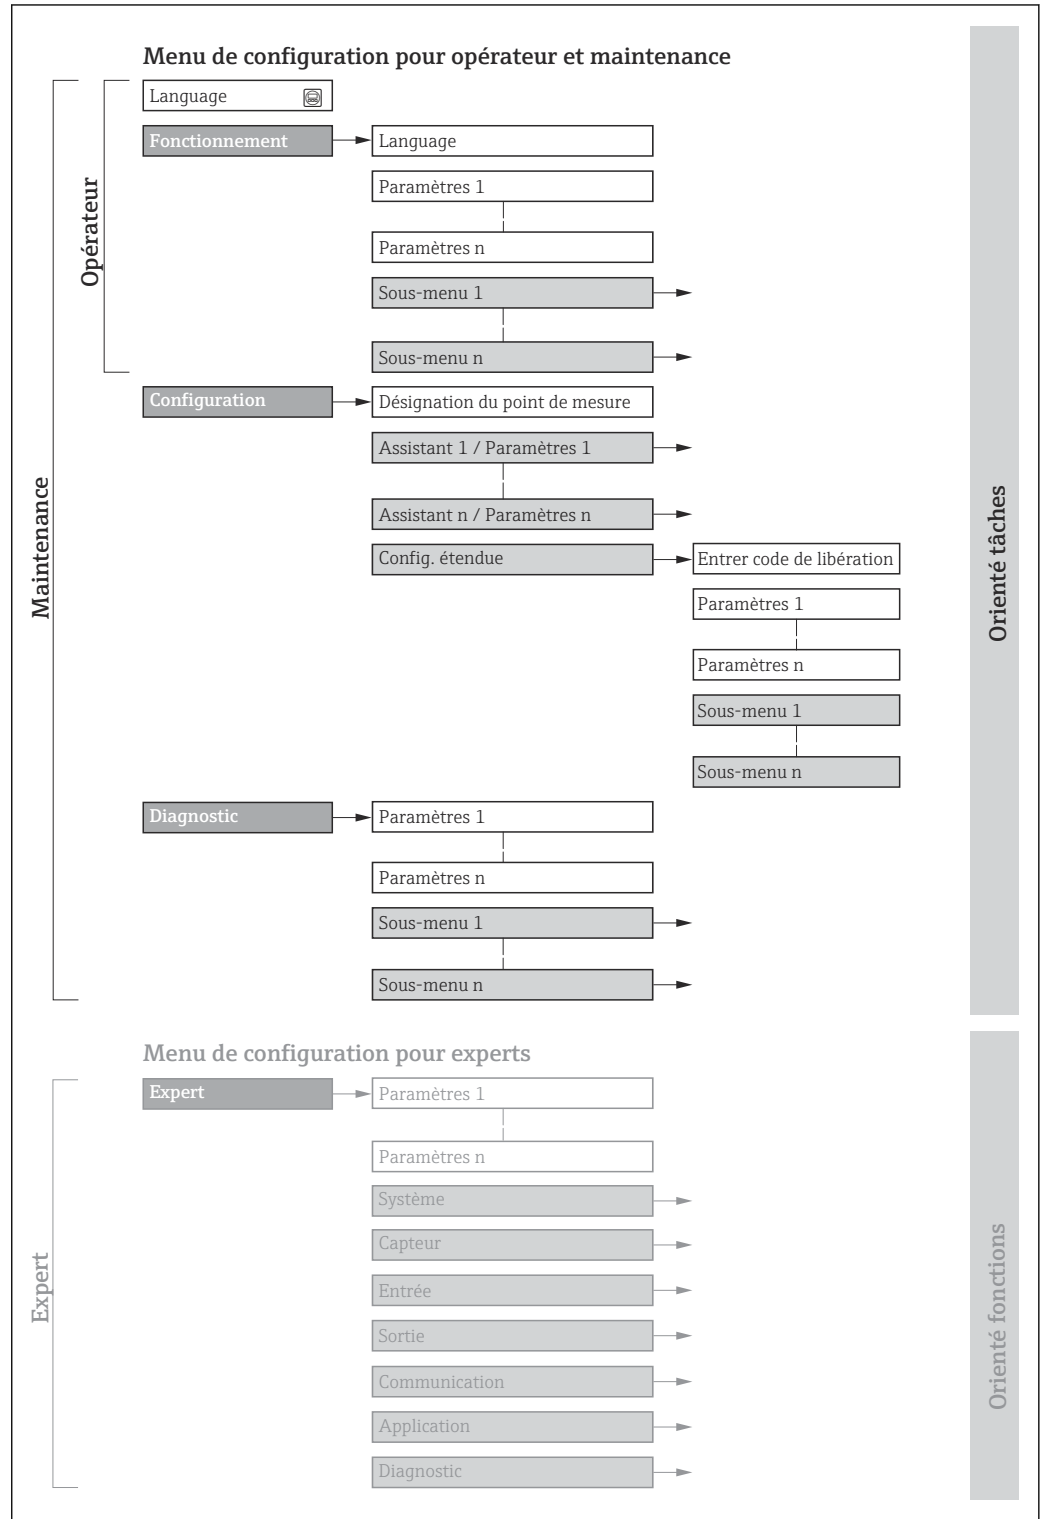 Menu de configuration pour opérateur et maintenance
Language
Fonctionnement
Language
Paramètres 1
Paramètres n
Sous-menu 1
Sous-menu n
Opérateur
Configuration
Désignation du point de mesure
Assistant 1 / Paramètres 1
Assistant n / Paramètres n
Config. étendue
Entrer code de libération
Paramètres 1
Paramètres n
Sous-menu 1
Sous-menu n
Maintenance
Orienté tâches
Diagnostic
Paramètres 1
Paramètres n
Sous-menu 1
Sous-menu n
Menu de configuration pour experts
Expert
Paramètres 1
Paramètres n
Système
Capteur
Entrée
Sortie
Communication
Application
Diagnostic
Expert
Orienté fonctions